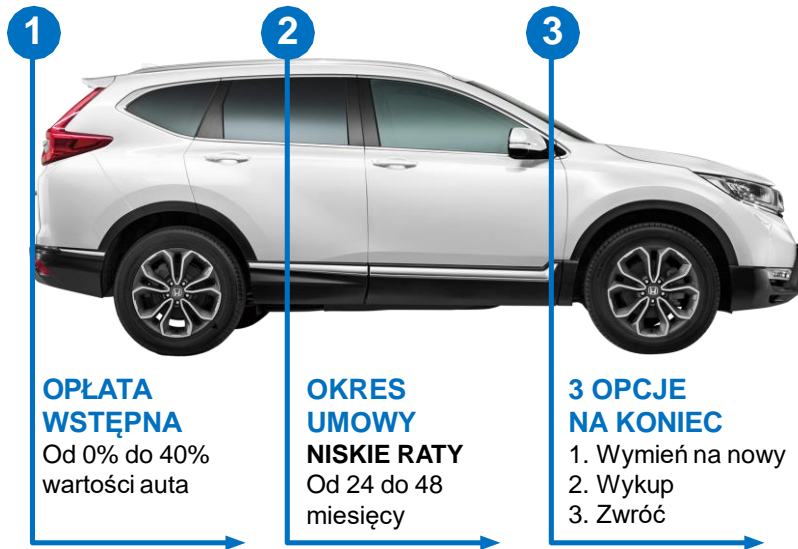 1
2
3
OPŁATA
WSTĘPNA
Od 0% do 40%
wartości auta
OKRES
UMOWY
NISKIE RATY
Od 24 do 48
miesięcy
3 OPCJE
NA KONIEC
1. Wymień na nowy
2. Wykup
3. Zwróć